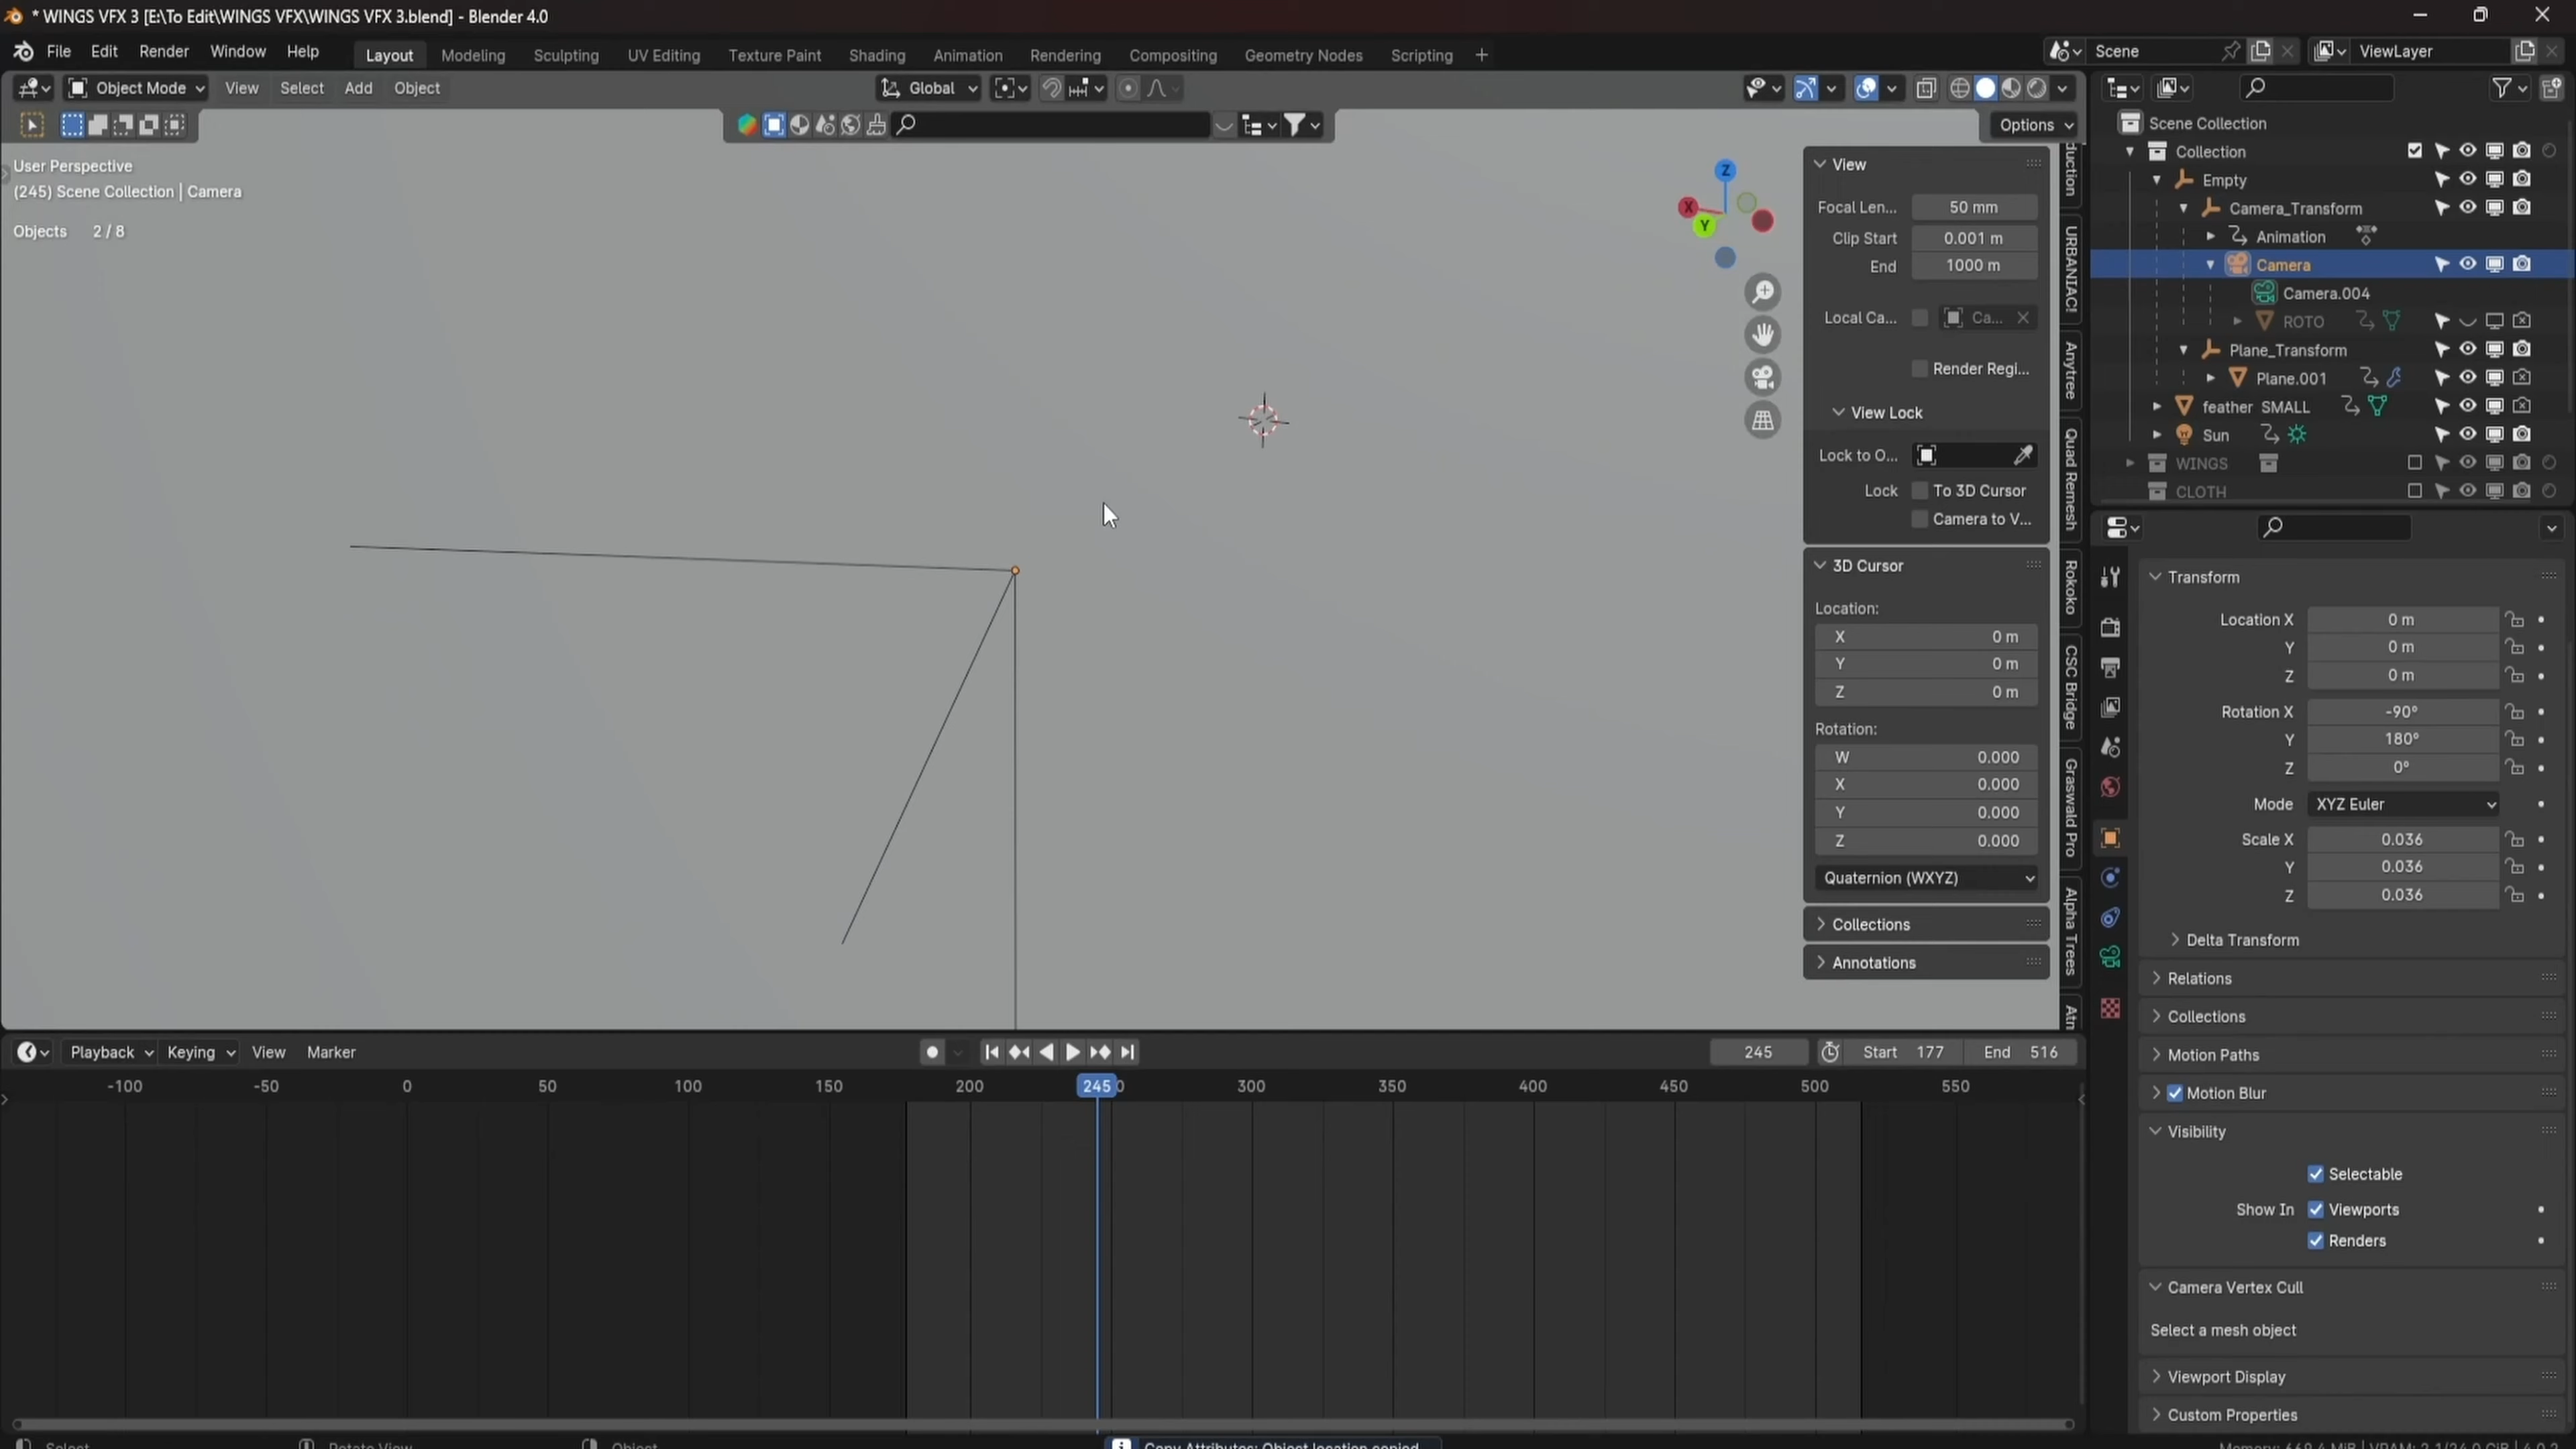 * WINGS VFX 3 [E:\To Edit\WINGS VFX\WINGS VFX 3.blend] - Blender 4.0
File Edit Render Window Help
Layout Modeling Sculpting UV Editing Texture Paint Shading Animation Rendering Compositing Geometry Nodes Scripting +
Scene
ViewLayer
Object Mode View Select Add Object
Global
Options
User Perspective
(245) Scene Collection | Camera
Objects 2 / 8
Z
X
Y
View
Focal Len... 50 mm
Clip Start 0.001 m
End 1000 m
Local Ca... Ca...
Render Regi...
View Lock
Lock to O...
Lock To 3D Cursor
Camera to V...
3D Cursor
Location:
X 0 m
Y 0 m
Z 0 m
Rotation:
W 0.000
X 0.000
Y 0.000
Z 0.000
Quaternion (WXYZ)
Collections
Annotations
duction
URBANIAC!
Anytree
Quad Remesh
Rokoko
CSC Bridge
Graswald Pro
Alpha Trees
Scene Collection
Collection
Empty
Camera_Transform
Animation
Camera
Camera.004
ROTO
Plane_Transform
Plane.001
feather SMALL
Sun
WINGS
CLOTH
Transform
Location X 0 m
Y 0 m
Z 0 m
Rotation X -90°
Y 180°
Z 0°
Mode XYZ Euler
Scale X 0.036
Y 0.036
Z 0.036
Delta Transform
Relations
Collections
Motion Paths
Motion Blur
Visibility
Selectable
Show In Viewports
Renders
Camera Vertex Cull
Select a mesh object
Viewport Display
Custom Properties
Playback Keying View Marker
245 Start 177 End 516
-100 -50 0 50 100 150 200 245 300 350 400 450 500 550
Select Rotate View Object Copy Attributes: Object location copied